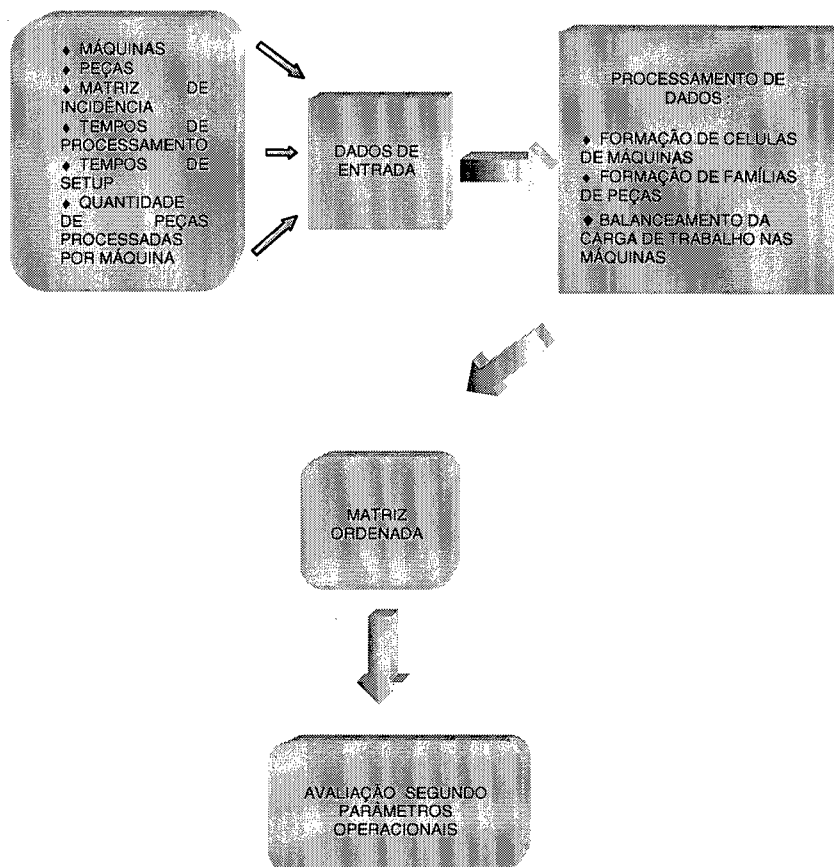 ♦ MÁQUINAS
♦ PEÇAS
♦ MATRIZ DE
INCIDÊNCIA
♦ TEMPOS DE
PROCESSAMENTO
♦ TEMPOS DE
SETUP
♦ QUANTIDADE
DE PEÇAS
PROCESSADAS
POR MÁQUINA
DADOS DE
ENTRADA
PROCESSAMENTO DE
DADOS :
♦ FORMAÇÃO DE CELULAS
DE MÁQUINAS
♦ FORMAÇÃO DE FAMÍLIAS
DE PEÇAS
♦ BALANCEAMENTO DA
CARGA DE TRABALHO NAS
MÁQUINAS
MATRIZ
ORDENADA
AVALIAÇÃO SEGUNDO
PARÂMETROS
OPERACIONAIS